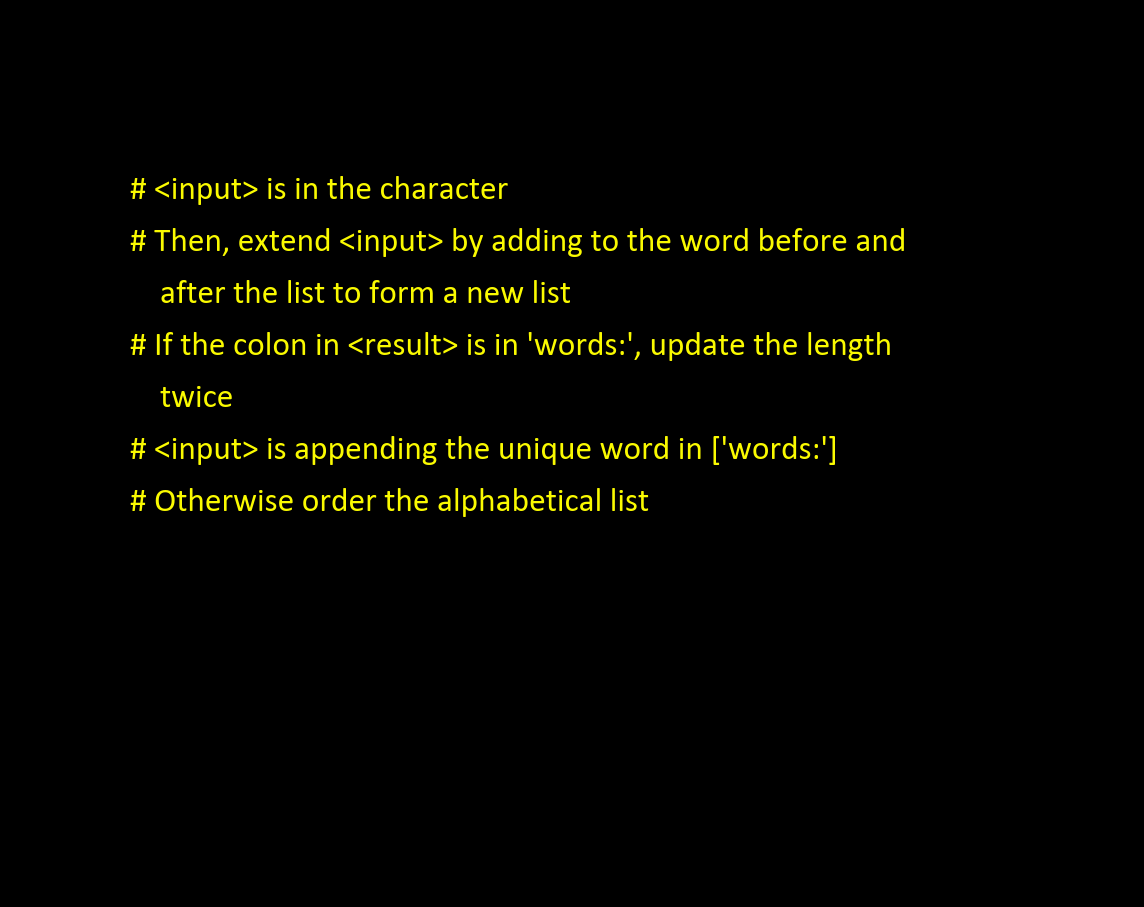 # <input> is in the character
# Then, extend <input> by adding to the word before and
after the list to form a new list
# If the colon in <result> is in 'words:', update the length
twice
# <input> is appending the unique word in ['words:']
# Otherwise order the alphabetical list